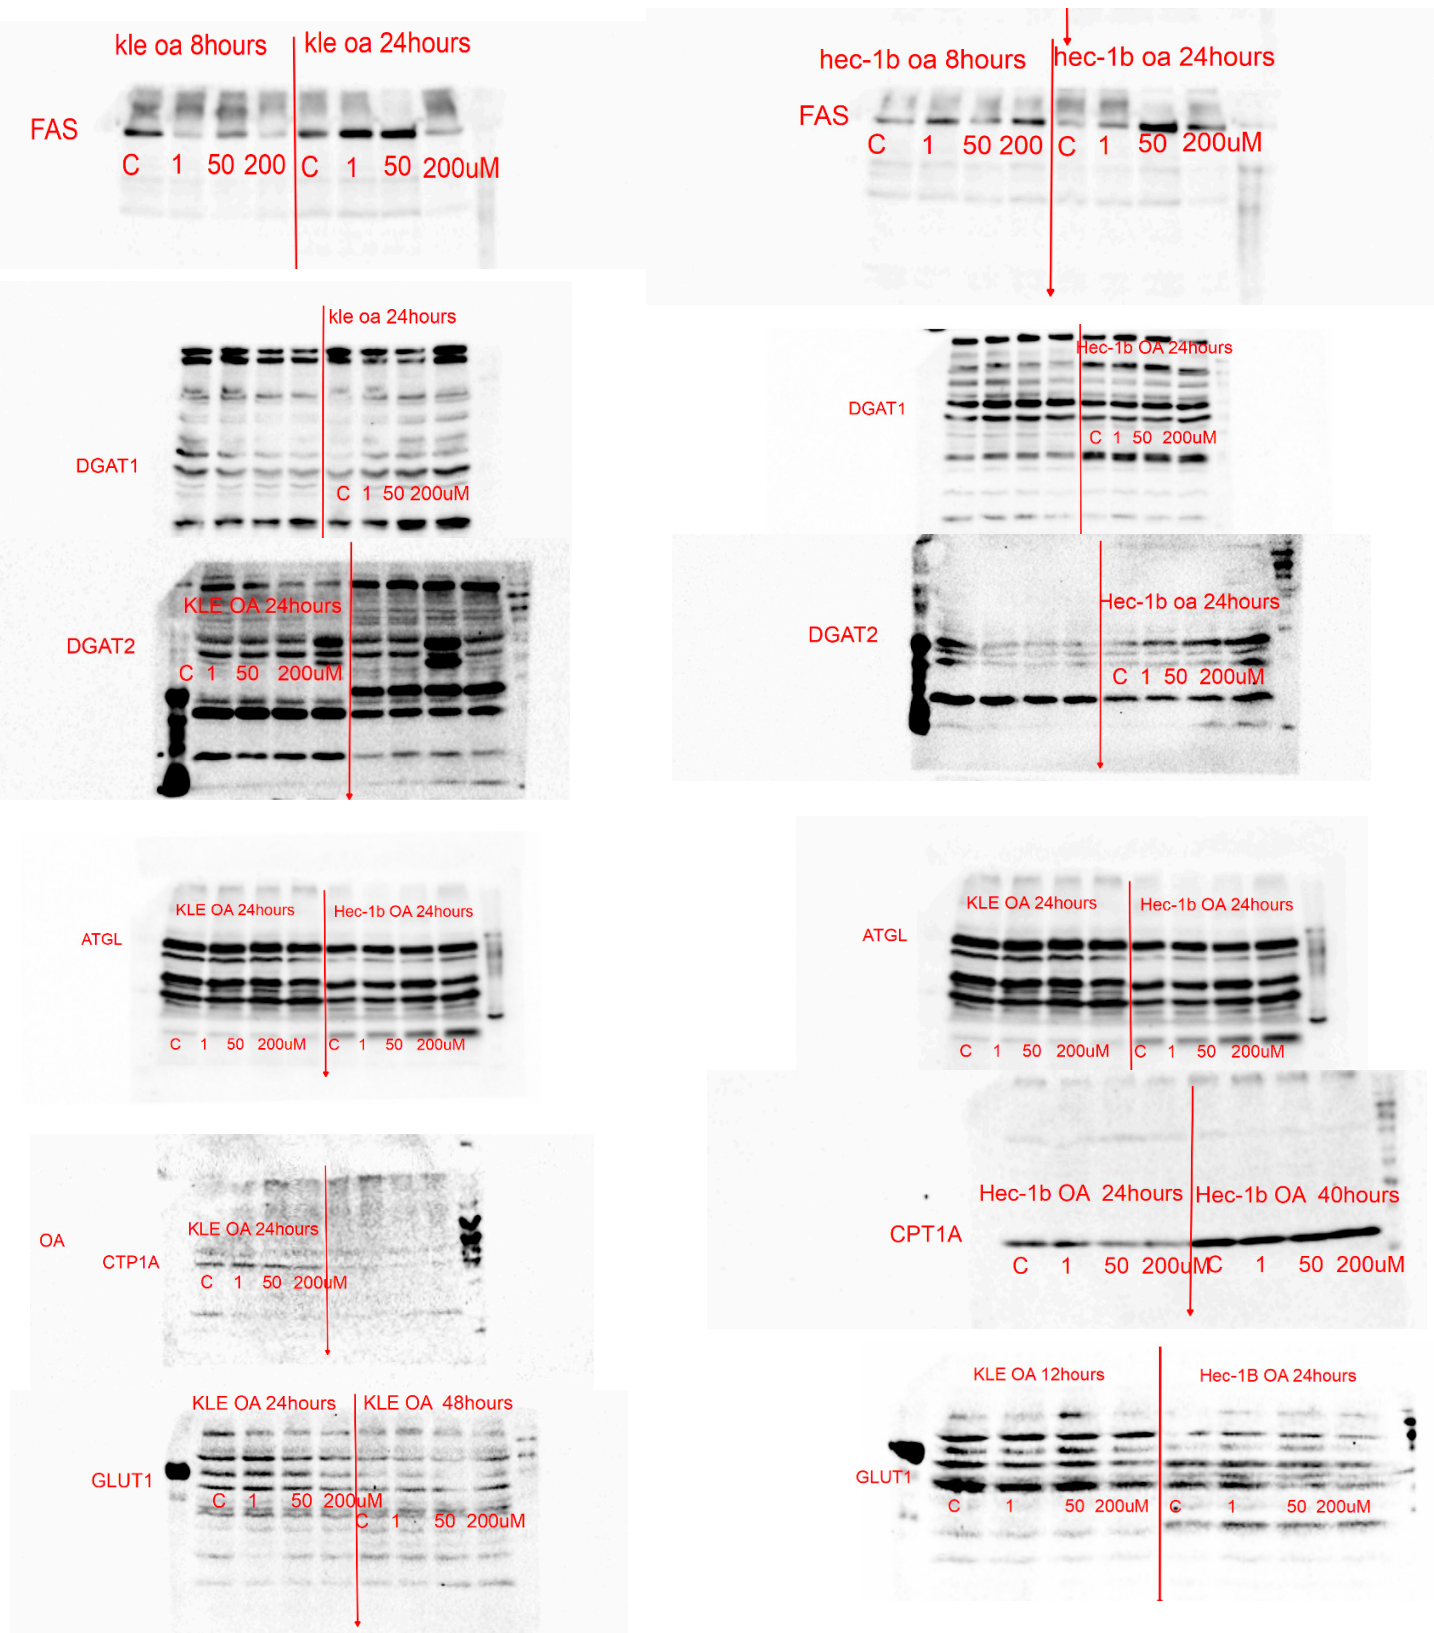 kle oa 8hours kle oa 24hours
FAS
C 1 50 200 C 1 50 200uM
hec-1b oa 8hours hec-1b oa 24hours
FAS
C 1 50 200 C 1 50 200uM
kle oa 24hours
DGAT1
C 1 50 200uM
Hec-1b OA 24hours
DGAT1
C 1 50 200uM
KLE OA 24hours
DGAT2
C 1 50 200uM
Hec-1b oa 24hours
DGAT2
C 1 50 200uM
KLE OA 24hours Hec-1b OA 24hours
ATGL
C 1 50 200uM C 1 50 200uM
KLE OA 24hours Hec-1b OA 24hours
ATGL
C 1 50 200uM C 1 50 200uM
KLE OA 24hours
OA
CTP1A
C 1 50 200uM
Hec-1b OA 24hours Hec-1b OA 40hours
CPT1A
C 1 50 200uM C 1 50 200uM
KLE OA 24hours KLE OA 48hours
GLUT1
C 1 50 200uM
C 1 50 200uM
KLE OA 12hours Hec-1B OA 24hours
GLUT1
C 1 50 200uM C 1 50 200uM